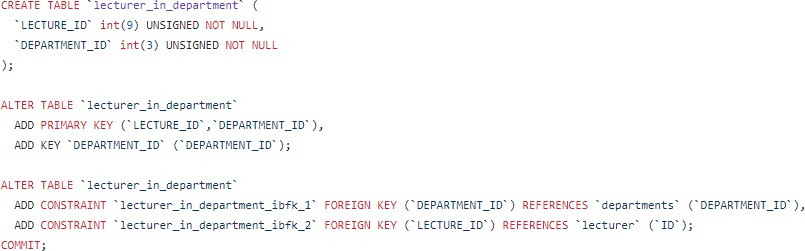 CREATE TABLE `lecturer_in_department` (
`LECTURE_ID` int(9) UNSIGNED NOT NULL,
`DEPARTMENT_ID` int(3) UNSIGNED NOT NULL
);
ALTER TABLE `lecturer_in_department`
ADD PRIMARY KEY (`LECTURE_ID`,`DEPARTMENT_ID`),
ADD KEY `DEPARTMENT_ID` (`DEPARTMENT_ID`);
ALTER TABLE `lecturer_in_department`
ADD CONSTRAINT `lecturer_in_department_ibfk_1` FOREIGN KEY (`DEPARTMENT_ID`) REFERENCES `departments` (`DEPARTMENT_ID`),
ADD CONSTRAINT `lecturer_in_department_ibfk_2` FOREIGN KEY (`LECTURE_ID`) REFERENCES `lecturer` (`ID`);
COMMIT;